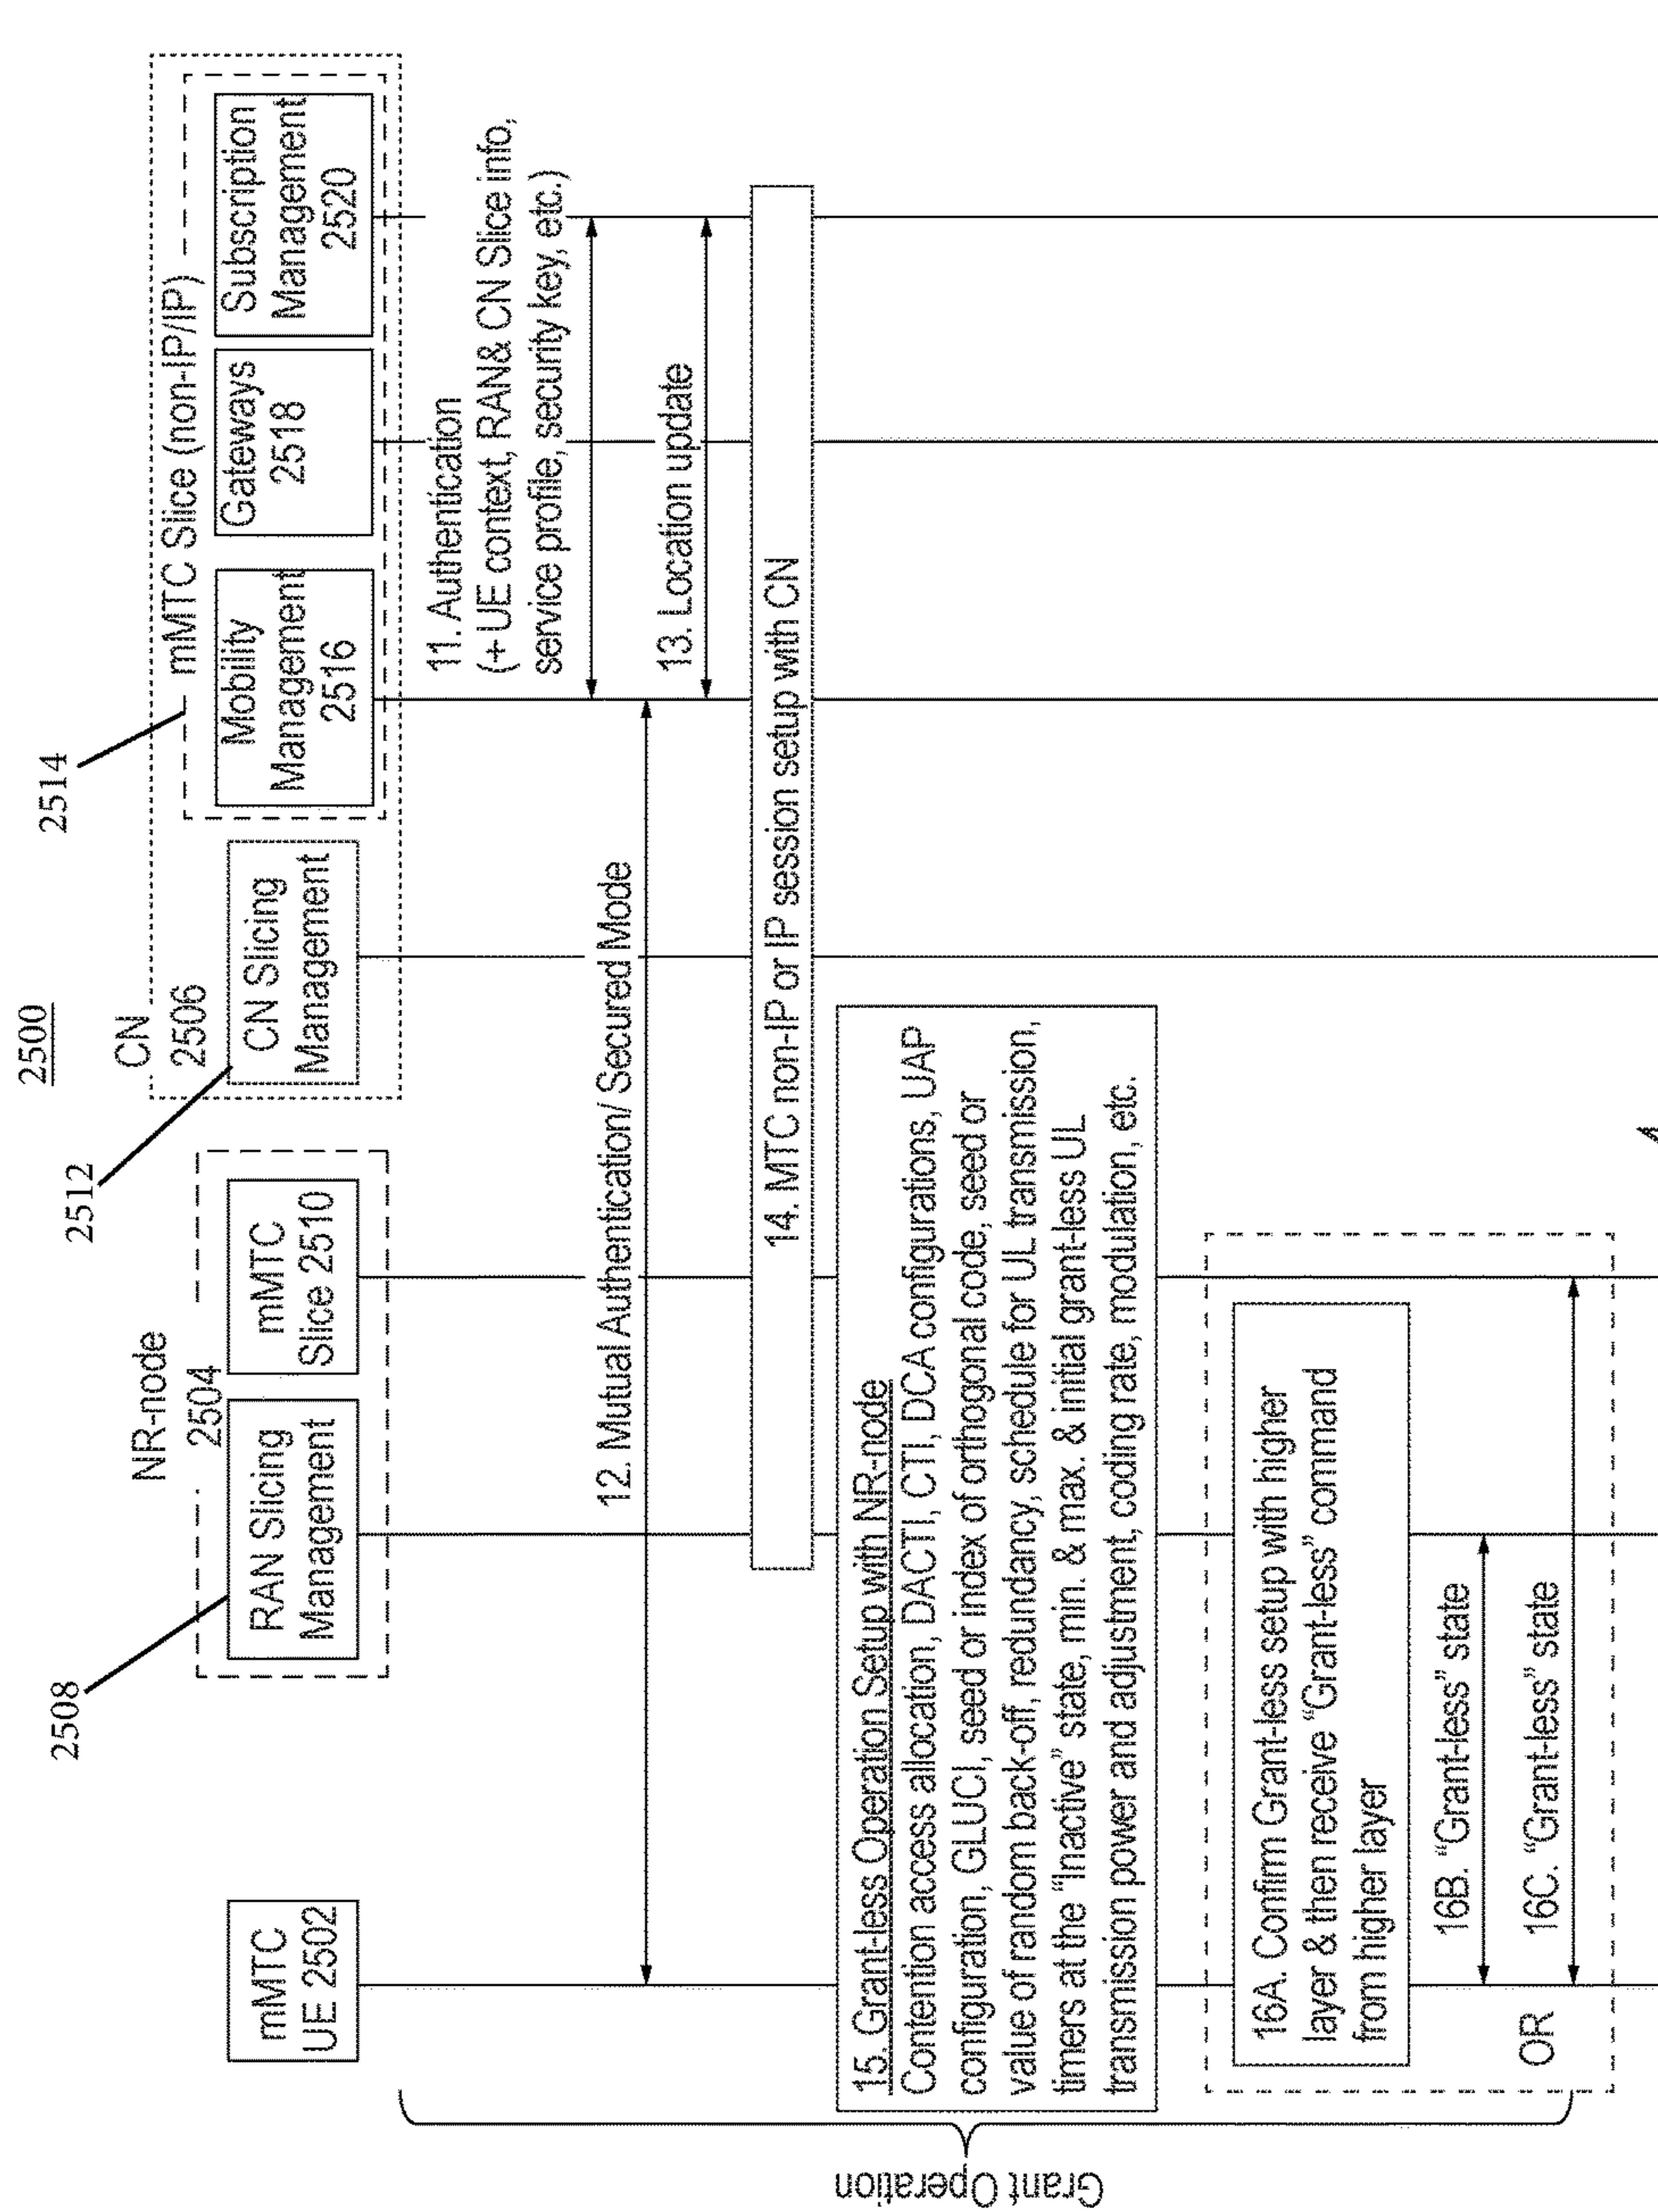 2500
2514
CN
2506
mMTC Slice (non-IP/IP)
NR-node
2504
2512
2508
mMTC
UE 2502
RAN Slicing
Management
mMTC
Slice 2510
CN Slicing
Management
Mobility
Management
2516
Gateways
2518
Subscription
Management
2520
11. Authentication
(+ UE context, RAN& CN Slice info,
service profile, security key, etc.)
12. Mutual Authentication/ Secured Mode
13. Location update
14. MTC non-IP or IP session setup with CN
15. Grant-less Operation Setup with NR-node
Contention access allocation, DACTI, CTI, DCA configurations, UAP
configuration, GLUCI, seed or index of orthogonal code, seed or
value of random back-off, redundancy, schedule for UL transmission,
timers at the “Inactive” state, min. & max. & initial grant-less UL
transmission power and adjustment, coding rate, modulation, etc.
16A. Confirm Grant-less setup with higher
layer & then receive “Grant-less” command
from higher layer
16B. “Grant-less” state
OR
16C. “Grant-less” state
Grant Operation